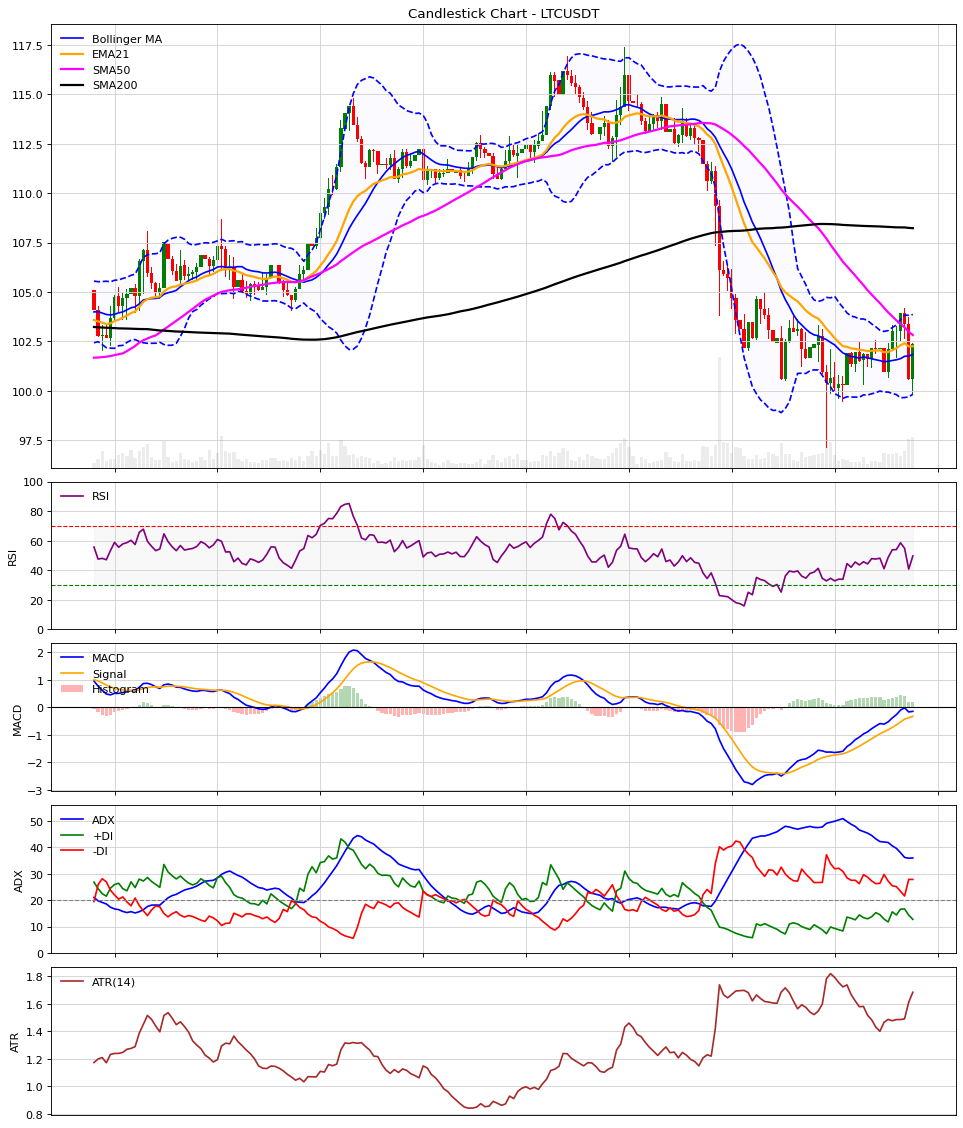 Candlestick Chart - LTCUSDT
Bollinger MA
EMA21
SMA50
SMA200
117.5
115.0
112.5
110.0
107.5
105.0
102.5
100.0
97.5
RSI
RSI
100
80
60
40
20
0
MACD
Signal
Histogram
MACD
2
1
0
−1
−2
−3
ADX
+DI
-DI
ADX
50
40
30
20
10
0
ATR(14)
ATR
1.8
1.6
1.4
1.2
1.0
0.8